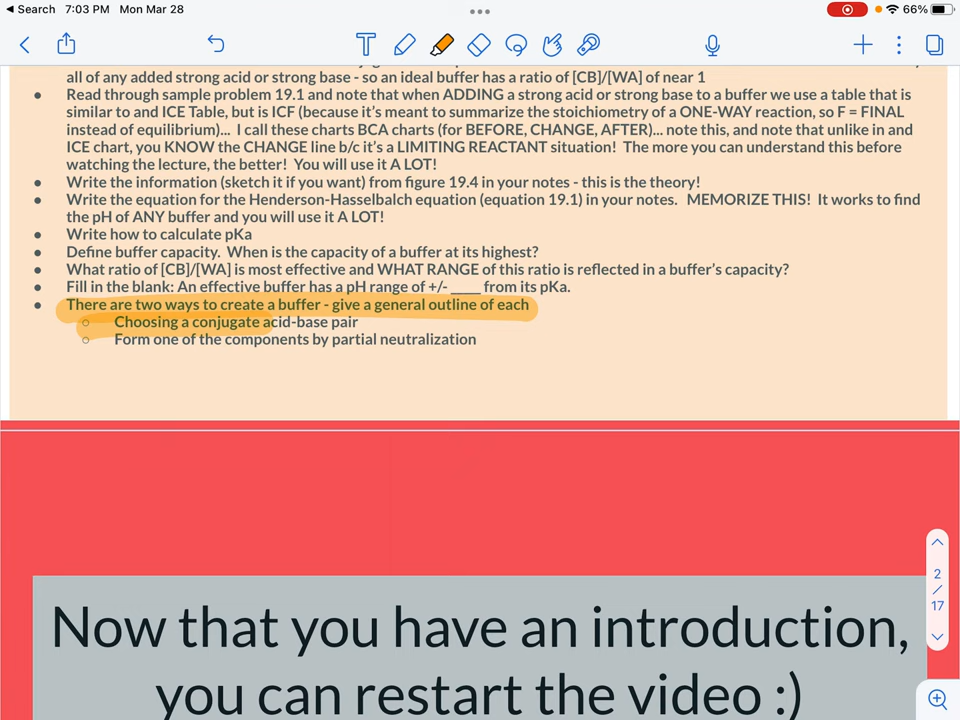 Search 7:03 PM Mon Mar 28 66%
all of any added strong acid or strong base - so an ideal buffer has a ratio of [CB]/[WA] of near 1
● Read through sample problem 19.1 and note that when ADDING a strong acid or strong base to a buffer we use a table that is
similar to and ICE Table, but is ICF (because it's meant to summarize the stoichiometry of a ONE-WAY reaction, so F = FINAL
instead of equilibrium)... I call these charts BCA charts (for BEFORE, CHANGE, AFTER)... note this, and note that unlike in and
ICE chart, you KNOW the CHANGE line b/c it's a LIMITING REACTANT situation! The more you can understand this before
watching the lecture, the better! You will use it A LOT!
● Write the information (sketch it if you want) from figure 19.4 in your notes - this is the theory!
● Write the equation for the Henderson-Hasselbalch equation (equation 19.1) in your notes. MEMORIZE THIS! It works to find
the pH of ANY buffer and you will use it A LOT!
● Write how to calculate pKa
● Define buffer capacity. When is the capacity of a buffer at its highest?
● What ratio of [CB]/[WA] is most effective and WHAT RANGE of this ratio is reflected in a buffer's capacity?
● Fill in the blank: An effective buffer has a pH range of +/- ____ from its pKa.
● There are two ways to create a buffer - give a general outline of each
○ Choosing a conjugate acid-base pair
○ Form one of the components by partial neutralization
2
/
17
Now that you have an introduction,
you can restart the video :)